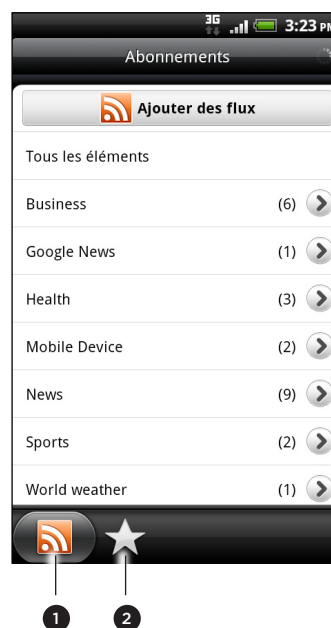 3G 3:23 PM
Abonnements
Ajouter des flux
Tous les éléments
Business (6)
Google News (1)
Health (3)
Mobile Device (2)
News (9)
Sports (2)
World weather (1)
1 2